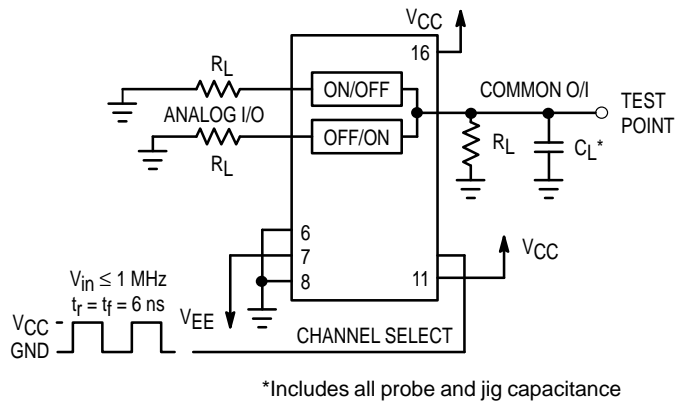 VCC
16
RL
ON/OFF
COMMON O/I
TEST
POINT
ANALOG I/O
OFF/ON
RL
RL
CL*
6
7
8
11
VCC
Vin ≤ 1 MHz
tr = tf = 6 ns
VCC
GND
VEE
CHANNEL SELECT
*Includes all probe and jig capacitance